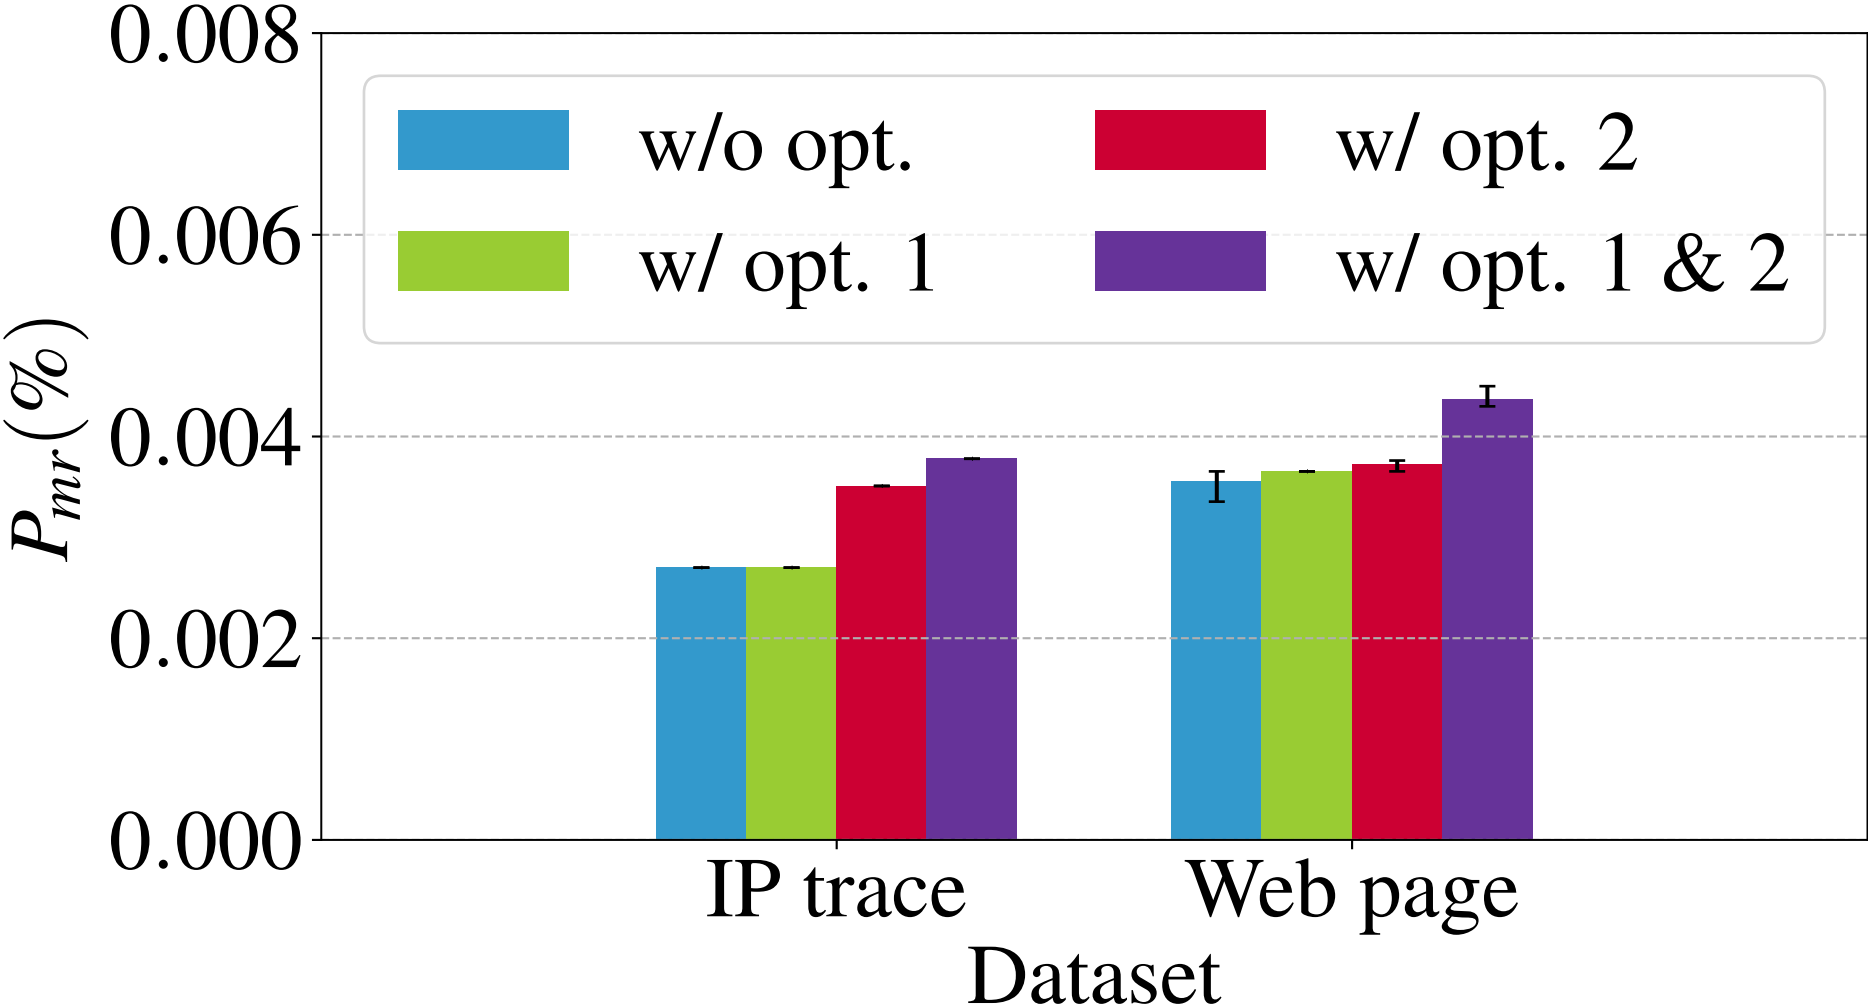 0.008
0.006
0.004
0.002
0.000
P_mr(%)
w/o opt.
w/ opt. 1
w/ opt. 2
w/ opt. 1 & 2
IP trace
Web page
Dataset